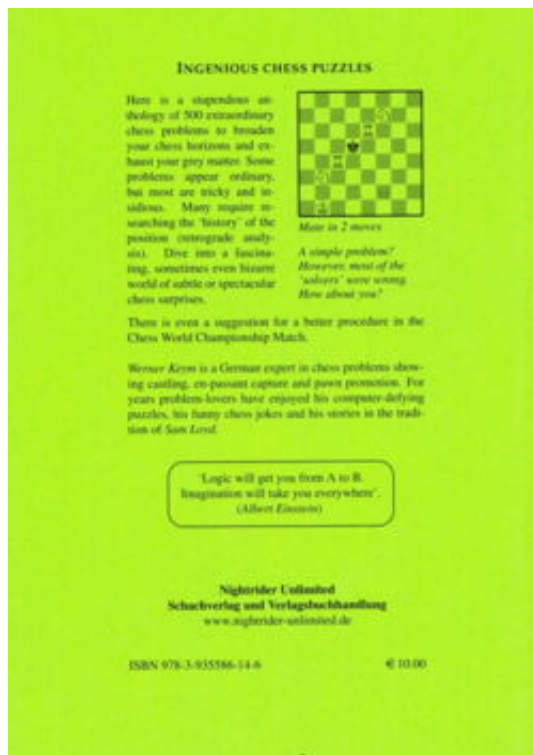 INGENIOUS CHESS PUZZLES
Here is a stupendous an-
thology of 500 extraordinary
chess problems to broaden
your chess horizons and ex-
haust your grey matter. Some
problems appear ordinary,
but most are tricky and in-
sidious. Many require re-
searching the 'history' of the
position (retrograde analy-
sis). Dive into a fascina-
ting, sometimes even bizarre
world of subtle or spectacular
chess surprises.
Mate in 2 moves
A simple problem?
However, most of the
'solvers' were wrong.
How about you?
There is even a suggestion for a better procedure in the
Chess World Championship Match.
Werner Keym is a German expert in chess problems show-
ing castling, en-passant capture and pawn promotion. For
years problem-lovers have enjoyed his computer-defying
puzzles, his funny chess jokes and his stories in the tradi-
tion of Sam Loyd.
'Logic will get you from A to B.
Imagination will take you everywhere'.
(Albert Einstein)
Nightrider Unlimited
Schachverlag und Verlagsbuchhandlung
www.nightrider-unlimited.de
ISBN 978-3-935586-14-6 € 10.00